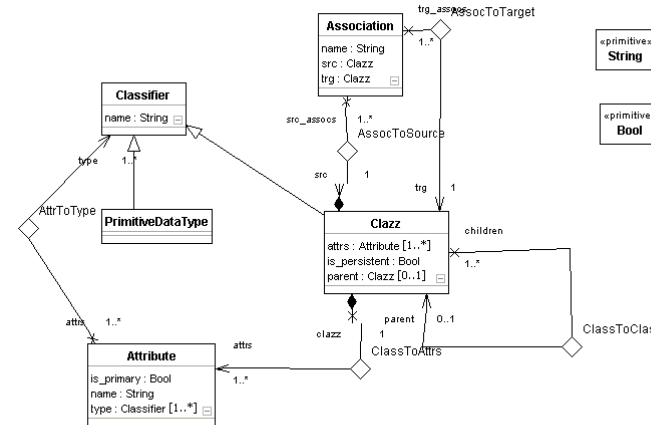 trg_assocs
AssocToTarget
Association
1..*
name : String
src : Clazz
trg : Clazz
«primitive»
String
Classifier
name : String
src_assocs
1..*
AssocToSource
«primitive
Bool
type
1..*
src
1
trg
1
AttrToType
PrimitiveDataType
Clazz
children
attrs : Attribute [1..*]
is_persistent : Bool
parent : Clazz [0..1]
1..*
attrs
1..*
clazz
1
parent
0..1
ClassToClas
attrs
ClassToAttrs
Attribute
1..*
is_primary : Bool
name : String
type : Classifier [1..*]